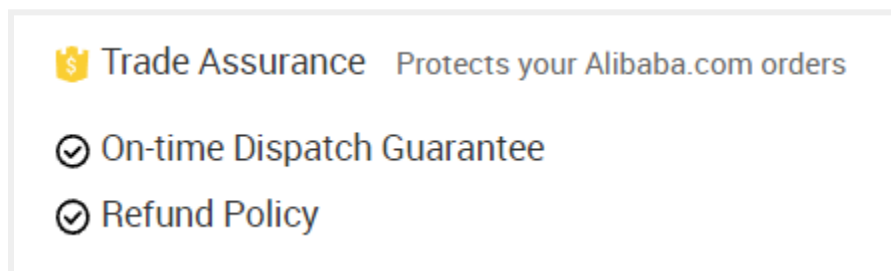 Trade Assurance Protects your Alibaba.com orders
On-time Dispatch Guarantee
Refund Policy